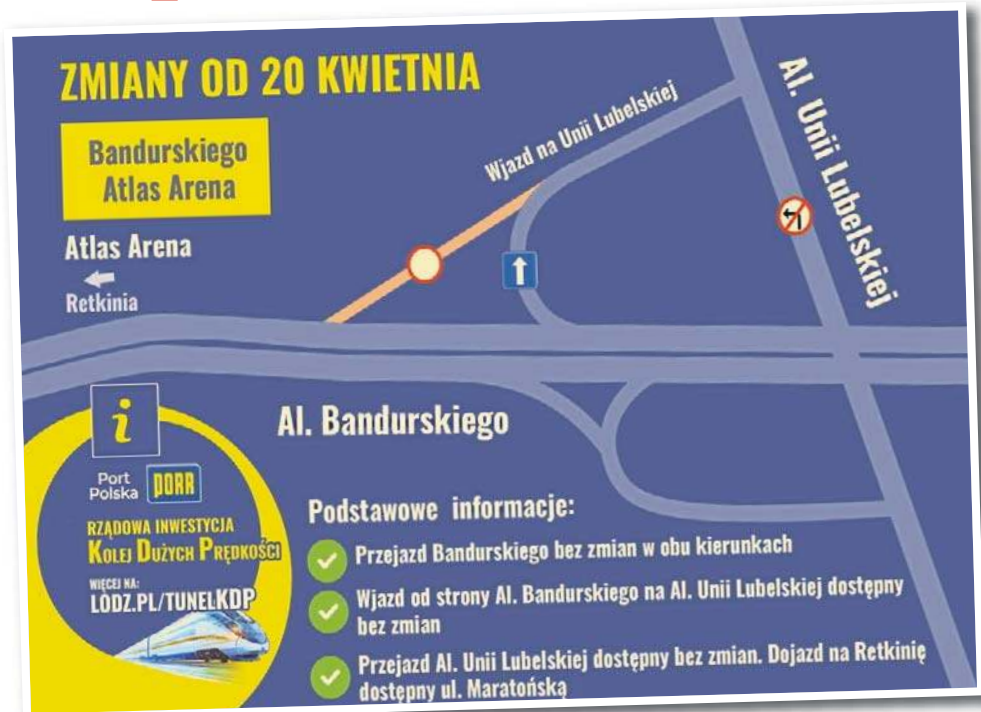 ZMIANY OD 20 KWIETNIA
Bandurskiego
Atlas Arena
Atlas Arena
Retkinia
Wjazd na Unii Lubelskiej
Al. Unii Lubelskiej
Al. Bandurskiego
i
Port
Polska
PORR
RZĄDOWA INWESTYCJA
KOLEJ DUŻYCH PRĘDKOŚCI
WIĘCEJ NA:
LODZ.PL/TUNELKDP
Podstawowe informacje:
Przejazd Bandurskiego bez zmian w obu kierunkach
Wjazd od strony Al. Bandurskiego na Al. Unii Lubelskiej dostępny
bez zmian
Przejazd Al. Unii Lubelskiej dostępny bez zmian. Dojazd na Retkinię
dostępny ul. Maratońską